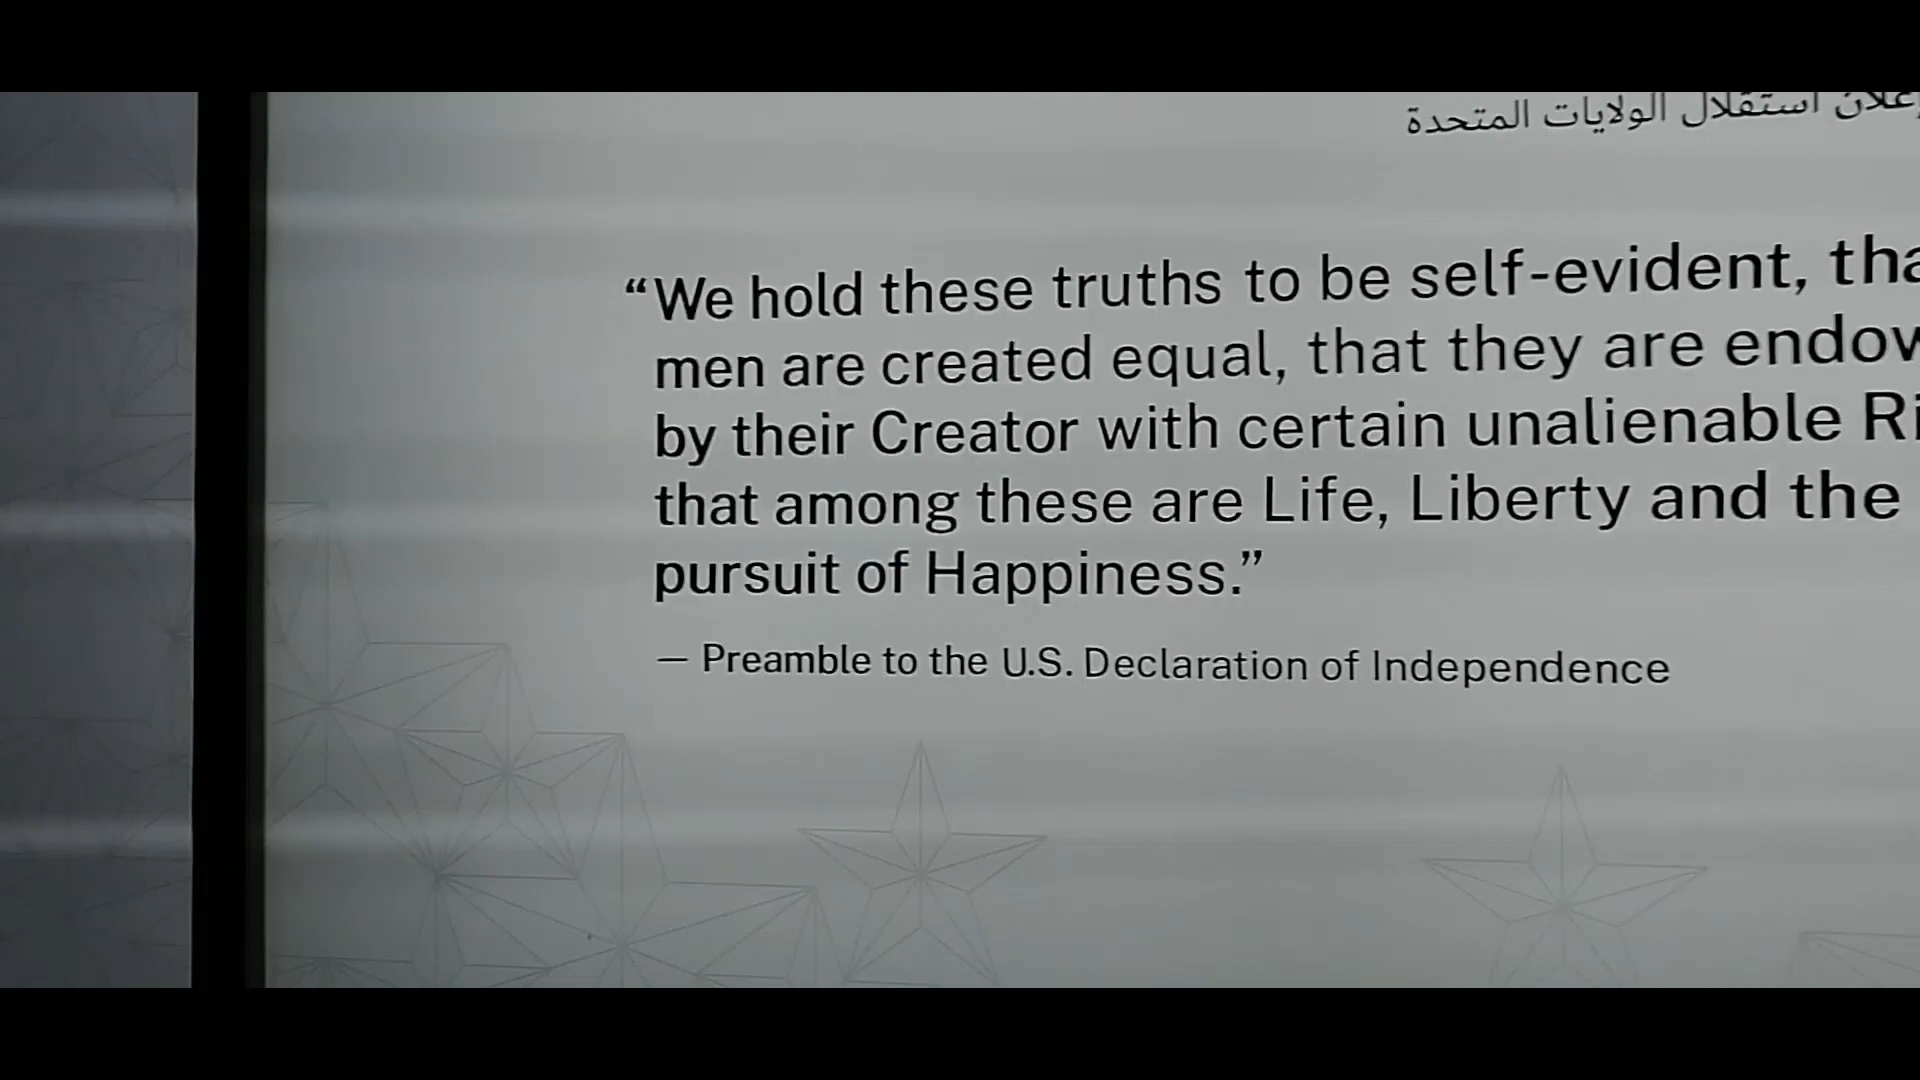 إعلان استقلال الولايات المتحدة
“We hold these truths to be self-evident, tha
men are created equal, that they are endow
by their Creator with certain unalienable Ri
that among these are Life, Liberty and the
pursuit of Happiness.”
— Preamble to the U.S. Declaration of Independence